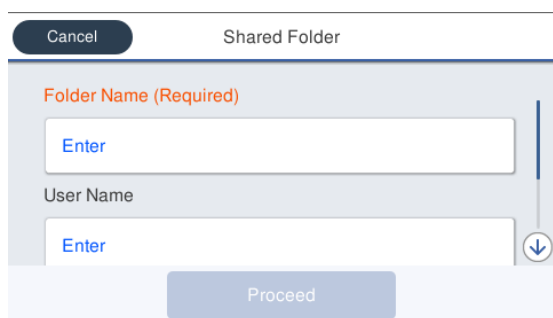 Cancel
Shared Folder
Folder Name (Required)
Enter
User Name
Enter
Proceed